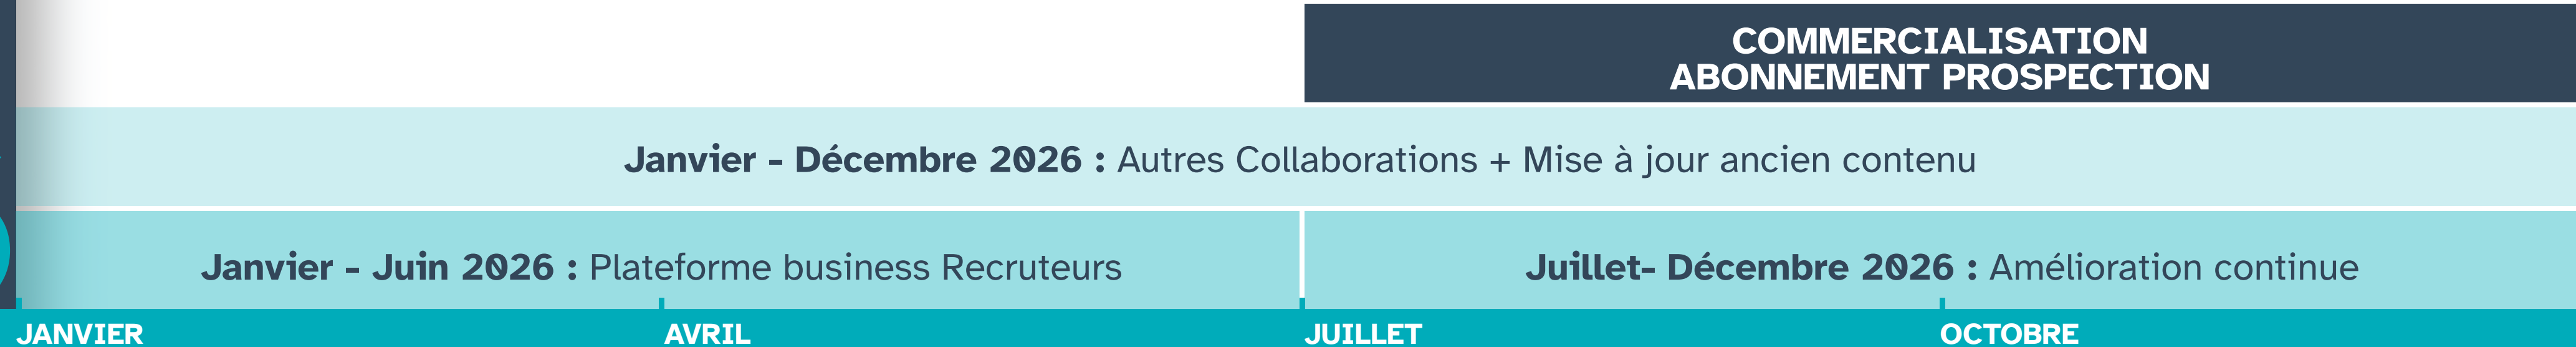 COMMERCIALISATION
ABONNEMENT PROSPECTION
Janvier - Décembre 2026 : Autres Collaborations + Mise à jour ancien contenu
Janvier - Juin 2026 : Plateforme business Recruteurs
Juillet- Décembre 2026 : Amélioration continue
JANVIER
AVRIL
JUILLET
OCTOBRE